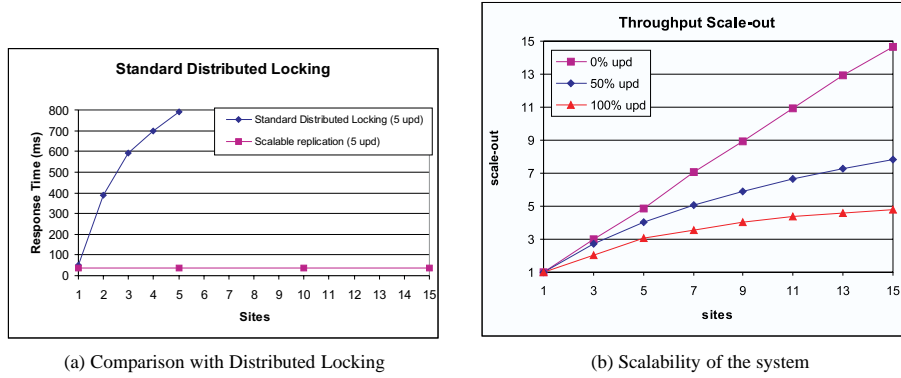 Standard Distributed Locking
Response Time (ms)
800
700
600
500
400
300
200
100
0
Standard Distributed Locking (5 upd)
Scalable replication (5 upd)
1 2 3 4 5 6 7 8 9 10 11 12 13 14 15
Sites
(a) Comparison with Distributed Locking
Throughput Scale-out
scale-out
15
13
11
9
7
5
3
1
0% upd
50% upd
100% upd
1 3 5 7 9 11 13 15
sites
(b) Scalability of the system